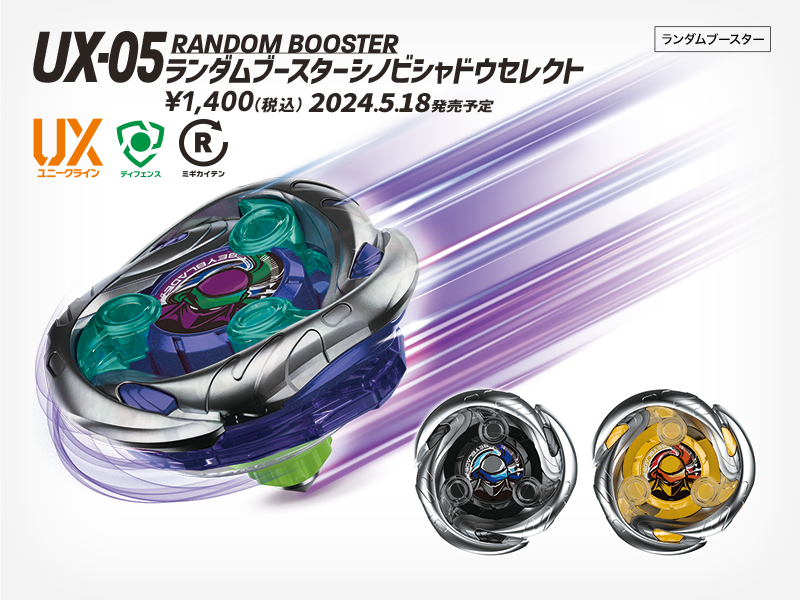 UX-05 RANDOM BOOSTER
ランダムブースターシノビシャドウセレクト
¥1,400(税込) 2024.5.18発売予定
ランダムブースター
UX
ユニークライン
ディフェンス
R
ミギカイテン
BEYBLADE